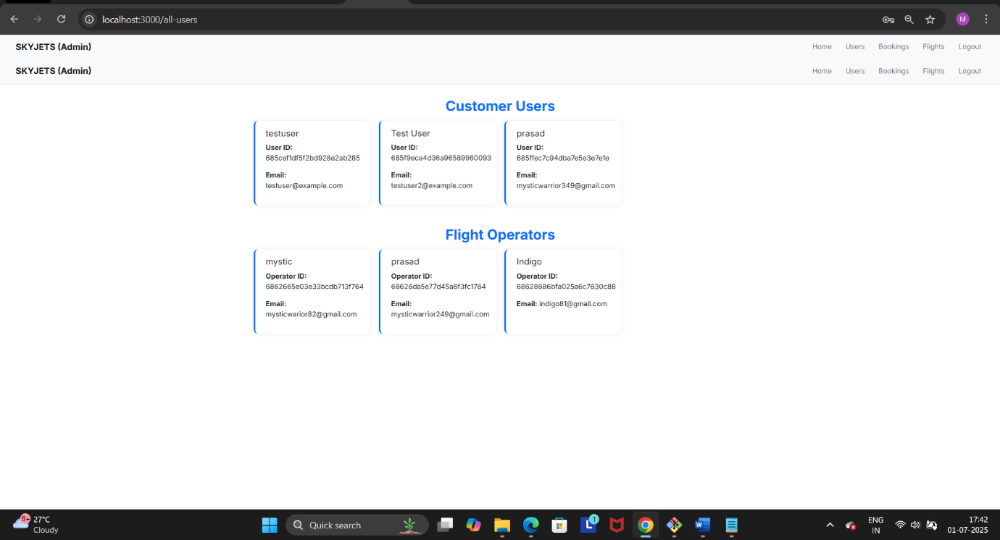 localhost:3000/all-users
M
SKYJETS (Admin) Home Users Bookings Flights Logout
SKYJETS (Admin) Home Users Bookings Flights Logout
Customer Users
testuser
User ID:
685cef1df5f2bd928e2ab285
Email:
testuser@example.com
Test User
User ID:
685f9eca4d36a96589960093
Email:
testuser2@example.com
prasad
User ID:
685ffec7c94dba7e5e3e7e1e
Email:
mysticwarrior349@gmail.com
Flight Operators
mystic
Operator ID:
6862665e03e33bcdb713f764
Email:
mysticwarior82@gmail.com
prasad
Operator ID:
68626da5e77d45a6f3fc1764
Email:
mysticwarrior249@gmail.com
Indigo
Operator ID:
68628686bfa025a6c7630c88
Email: indigo81@gmail.com
9+
27°C
Cloudy
Quick search
L
1
W
ENG
IN
17:42
01-07-2025